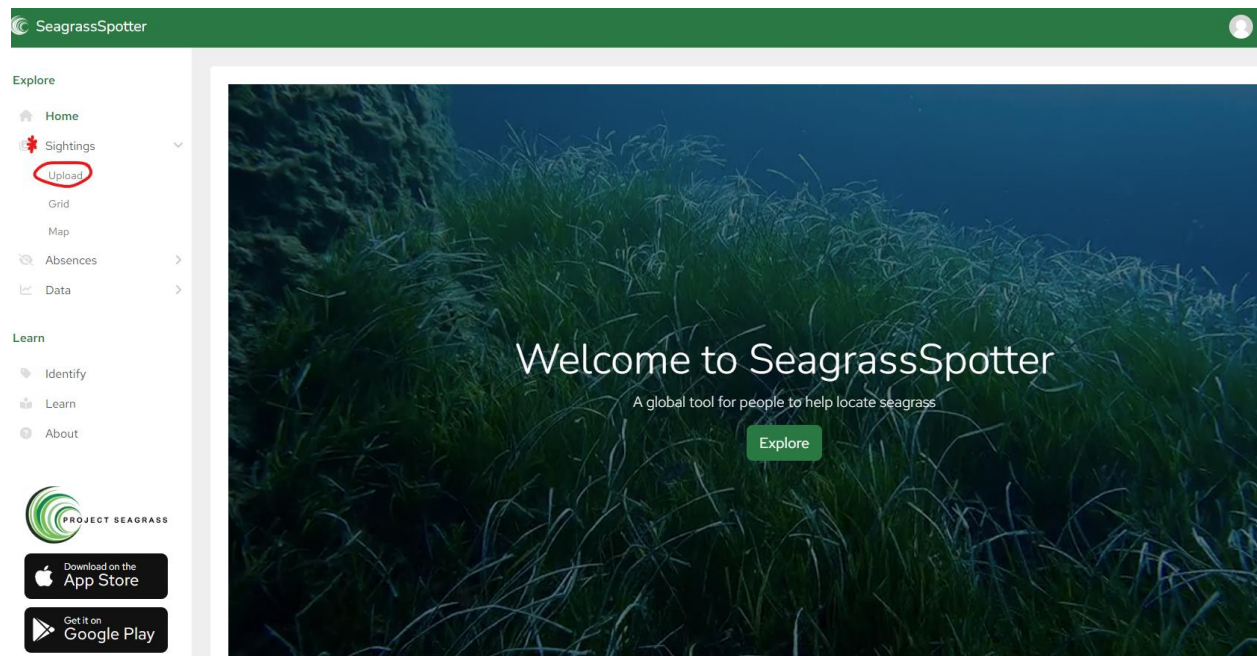 SeagrassSpotter
Explore
Home
Sightings
Upload
Grid
Map
Absences
Data
Learn
Identify
Learn
About
PROJECT SEAGRASS
Download on the
App Store
Get it on
Google Play
Welcome to SeagrassSpotter
A global tool for people to help locate seagrass
Explore